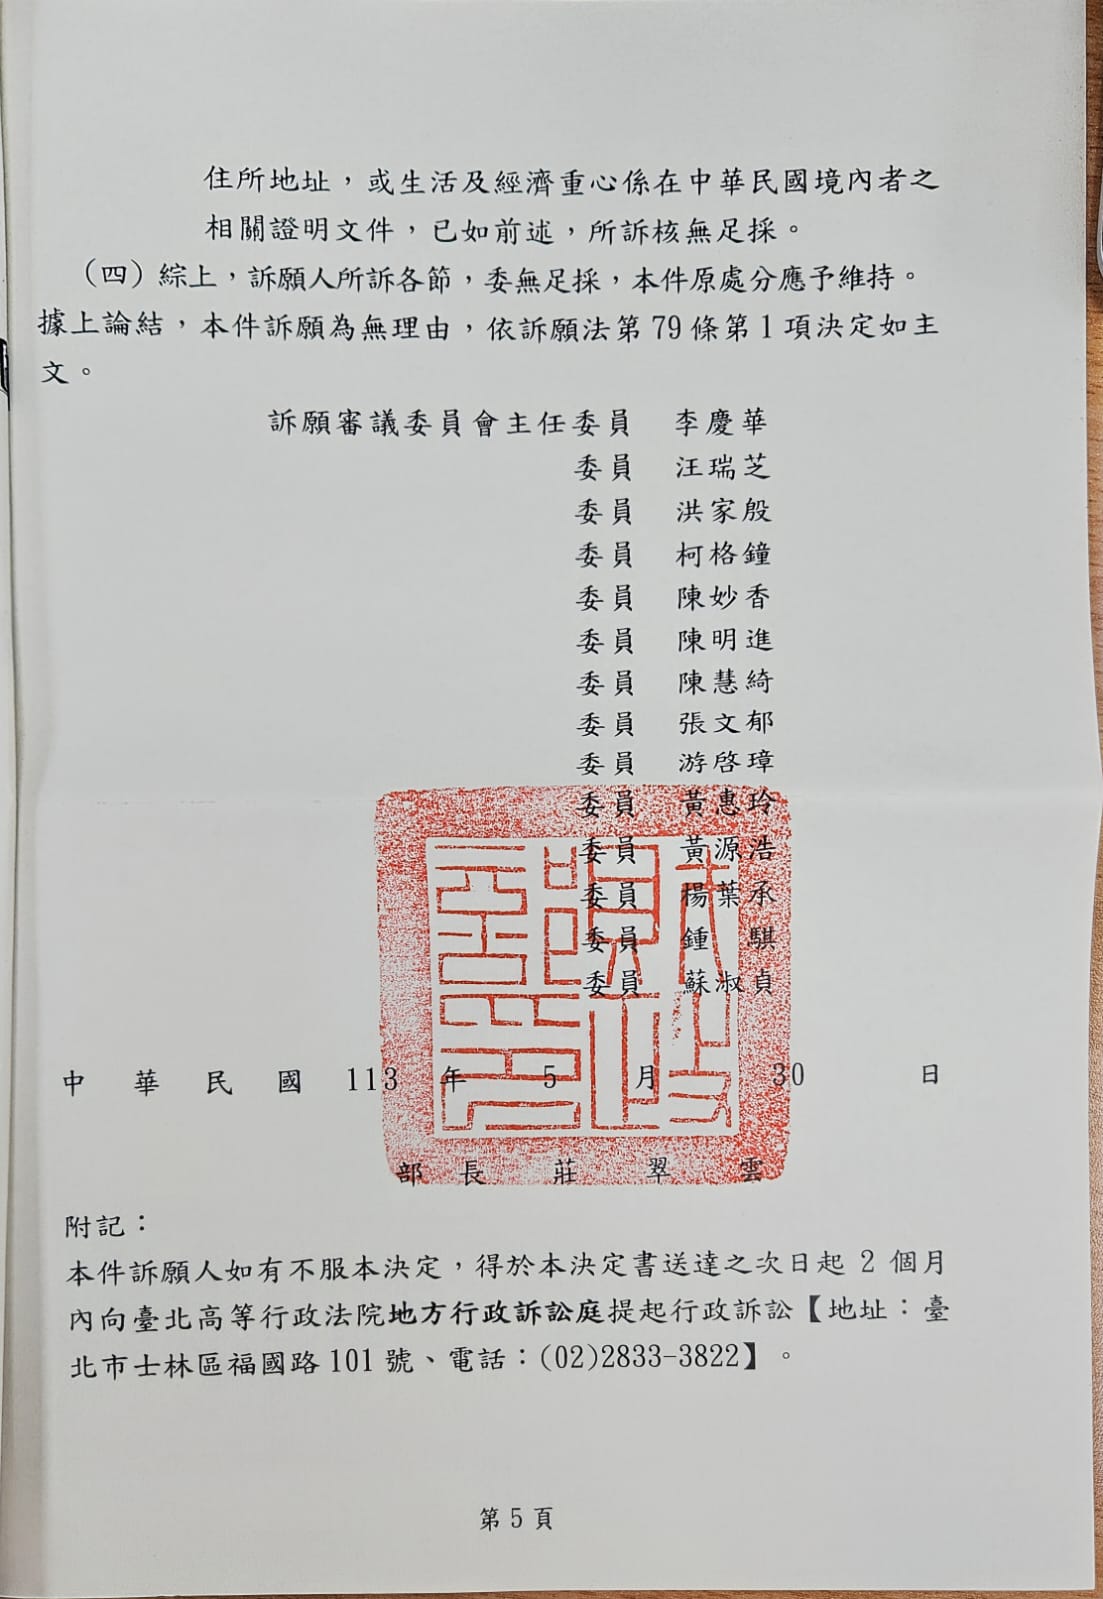 住所地址，或生活及經濟重心係在中華民國境內者之
相關證明文件，已如前述，所訴核無足採。
（四）綜上，訴願人所訴各節，委無足採，本件原處分應予維持。
據上論結，本件訴願為無理由，依訴願法第 79 條第 1 項決定如主
文。
訴願審議委員會主任委員 李慶華
委員 汪瑞芝
委員 洪家殷
委員 柯格鐘
委員 陳妙香
委員 陳明進
委員 陳慧綺
委員 張文郁
委員 游啓璋
委員 黃惠玲
委員 黃源浩
委員 楊葉承
委員 鍾騏
委員 蘇淑貞
中華民國 113 年 5 月 30 日
部長 莊翠雲
附記：
本件訴願人如有不服本決定，得於本決定書送達之次日起 2 個月
內向臺北高等行政法院地方行政訴訟庭提起行政訴訟【地址：臺
北市士林區福國路 101 號、電話：(02)2833-3822】。
第 5 頁